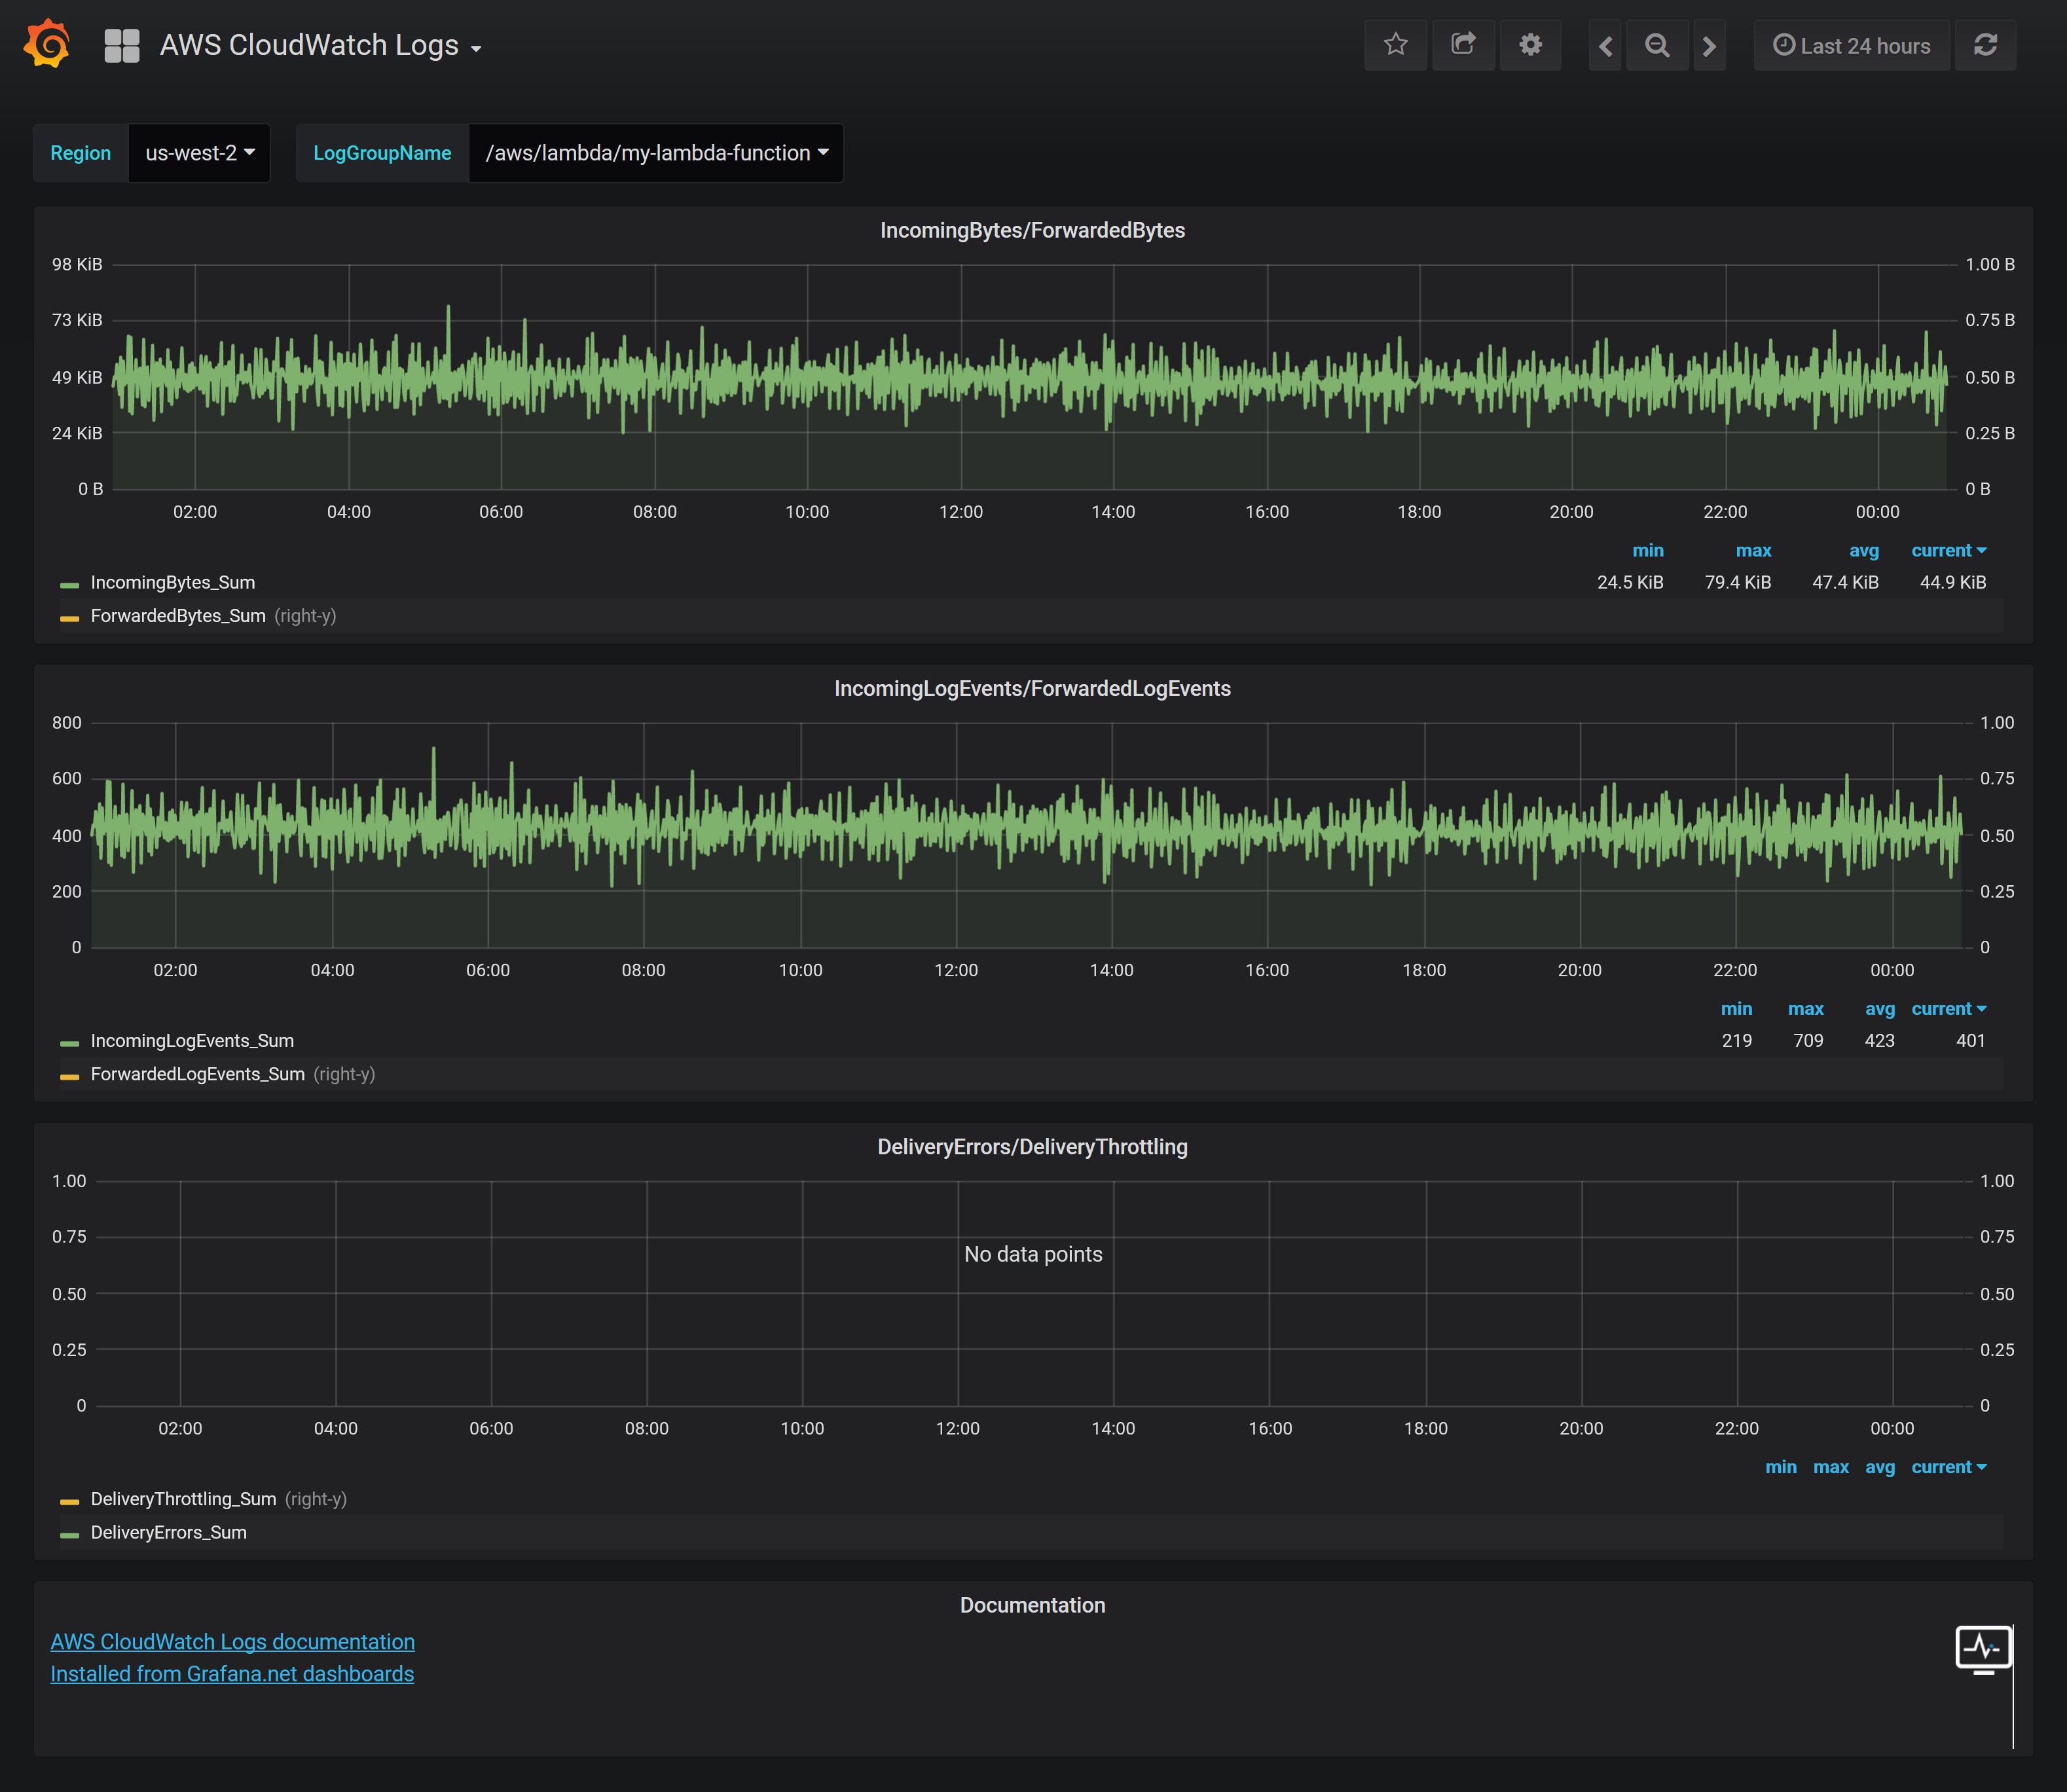 AWS CloudWatch Logs
Last 24 hours
Region us-west-2 LogGroupName /aws/lambda/my-lambda-function
IncomingBytes/ForwardedBytes
98 KiB 1.00 B
73 KiB 0.75 B
49 KiB 0.50 B
24 KiB 0.25 B
0 B 0 B
02:00 04:00 06:00 08:00 10:00 12:00 14:00 16:00 18:00 20:00 22:00 00:00
min max avg current
IncomingBytes_Sum 24.5 KiB 79.4 KiB 47.4 KiB 44.9 KiB
ForwardedBytes_Sum (right-y)
IncomingLogEvents/ForwardedLogEvents
800 1.00
600 0.75
400 0.50
200 0.25
0 0
02:00 04:00 06:00 08:00 10:00 12:00 14:00 16:00 18:00 20:00 22:00 00:00
min max avg current
IncomingLogEvents_Sum 219 709 423 401
ForwardedLogEvents_Sum (right-y)
DeliveryErrors/DeliveryThrottling
1.00 1.00
0.75 0.75
No data points
0.50 0.50
0.25 0.25
0 0
02:00 04:00 06:00 08:00 10:00 12:00 14:00 16:00 18:00 20:00 22:00 00:00
min max avg current
DeliveryThrottling_Sum (right-y)
DeliveryErrors_Sum
Documentation
AWS CloudWatch Logs documentation
Installed from Grafana.net dashboards